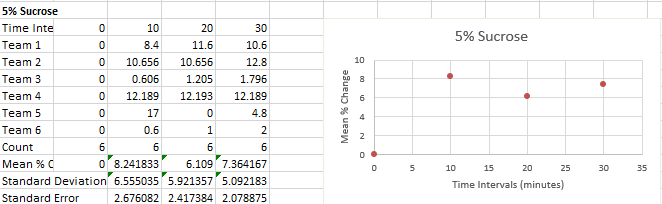 5% Sucrose
Time Inte 0 10 20 30
Team 1 0 8.4 11.6 10.6
Team 2 0 10.656 10.656 12.8
Team 3 0 0.606 1.205 1.796
Team 4 0 12.189 12.193 12.189
Team 5 0 17 0 4.8
Team 6 0 0.6 1 2
Count 6 6 6 6
Mean % C 0 8.241833 6.109 7.364167
Standard Deviation 6.555035 5.921357 5.092183
Standard Error 2.676082 2.417384 2.078875
5% Sucrose
Mean % Change
10
8
6
4
2
0
0 5 10 15 20 25 30 35
Time Intervals (minutes)